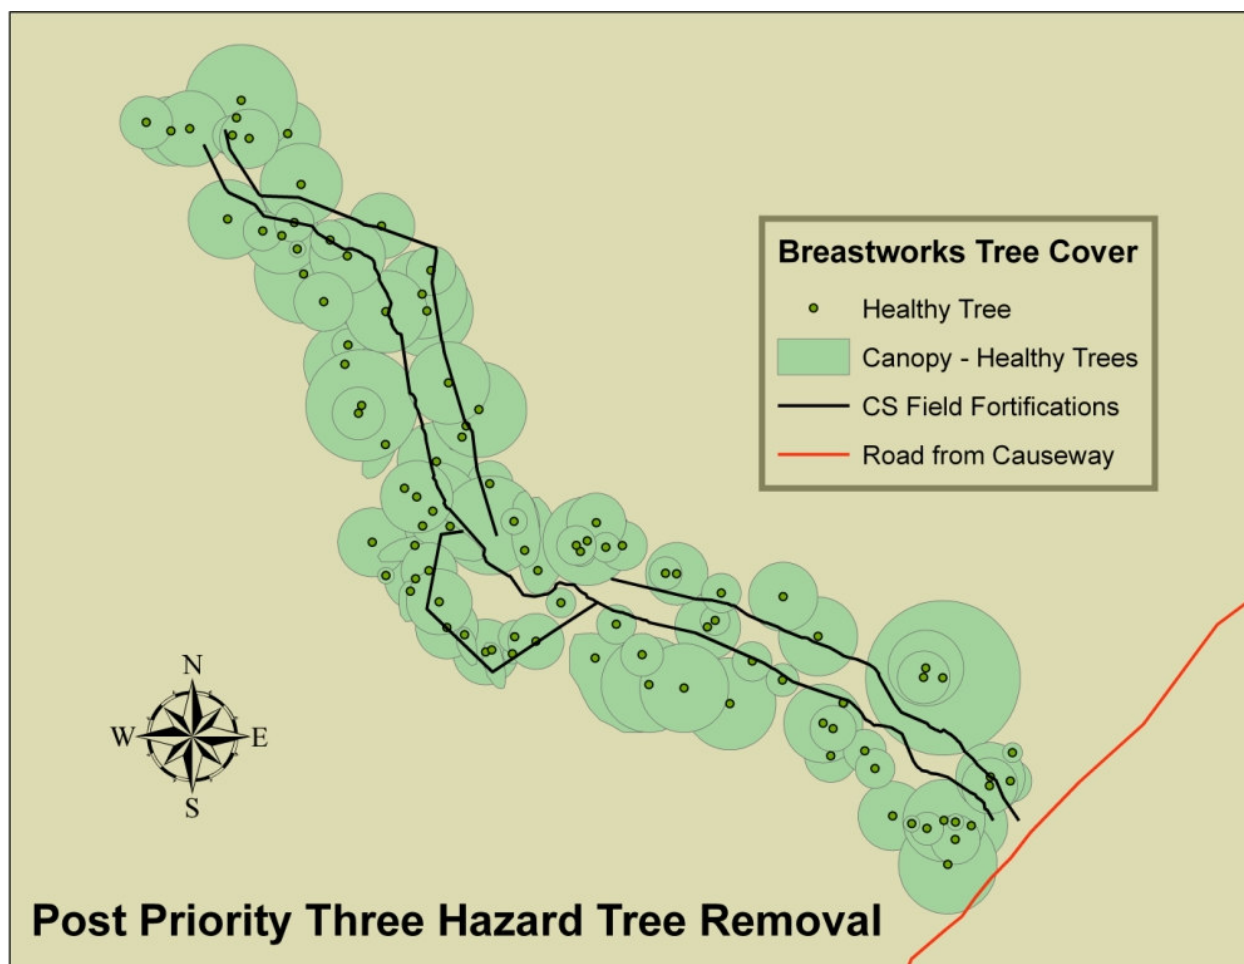 Breastworks Tree Cover
Healthy Tree
Canopy - Healthy Trees
CS Field Fortifications
Road from Causeway
N
W
E
S
Post Priority Three Hazard Tree Removal